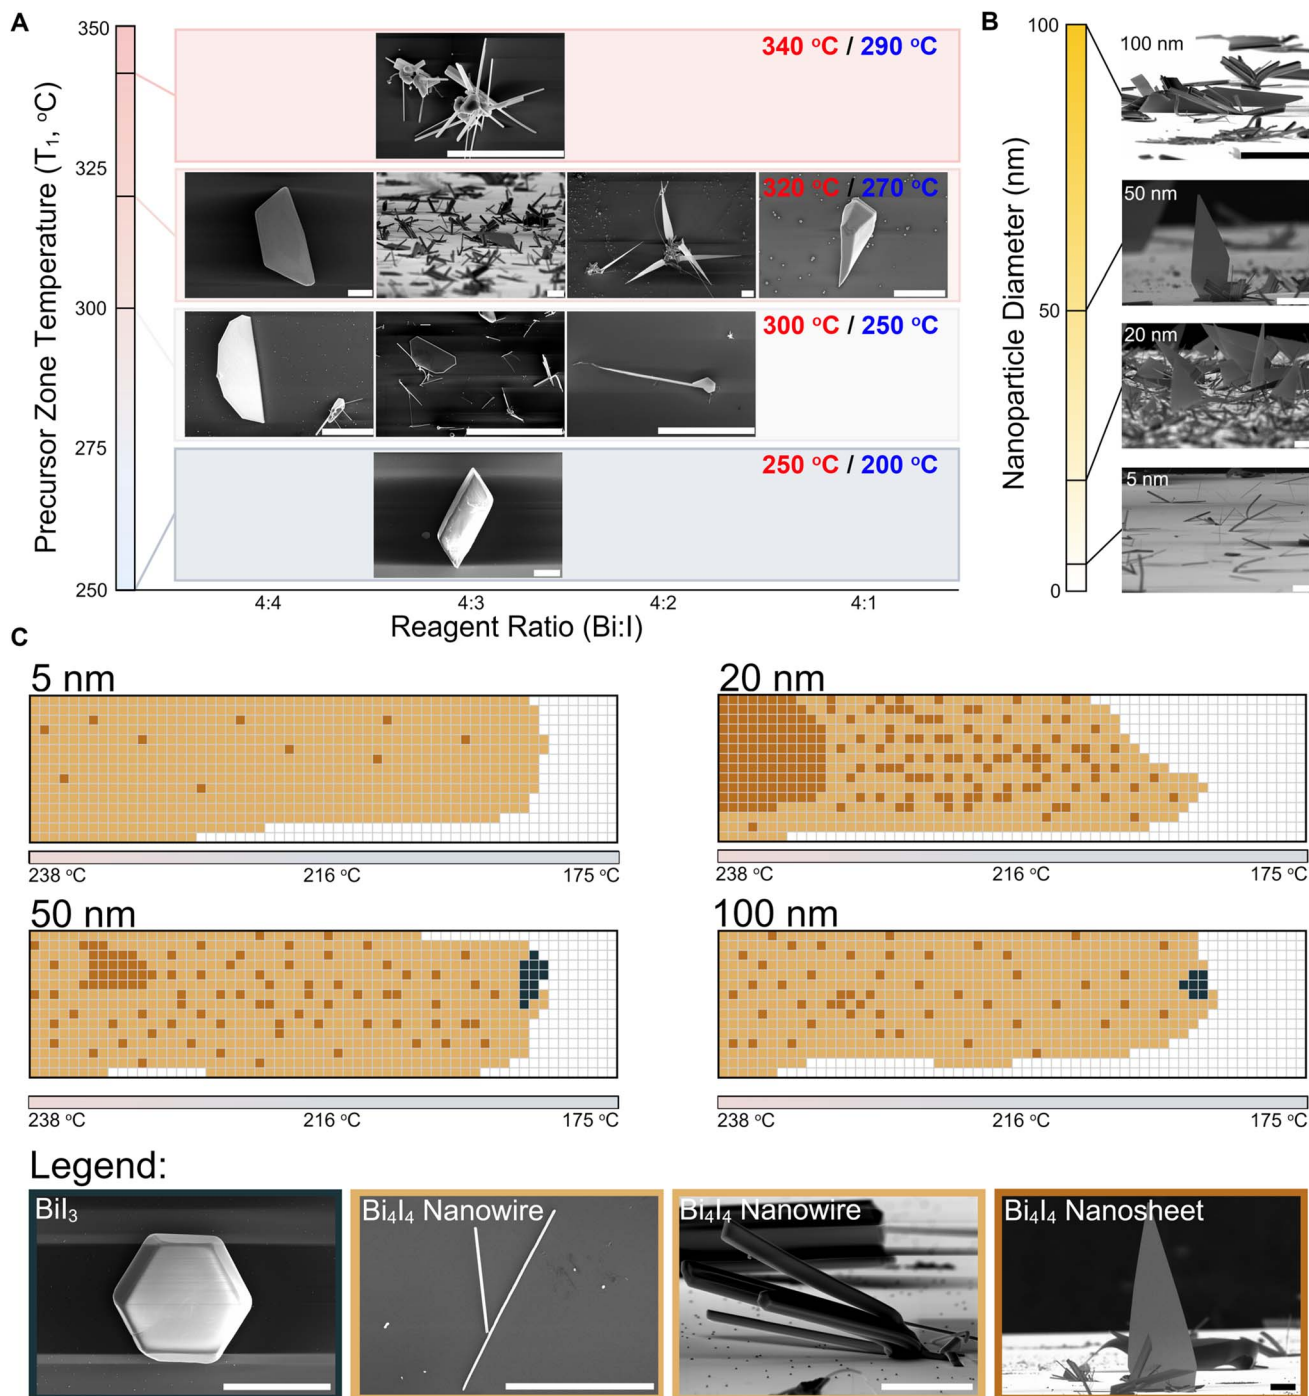 A
350
325
300
275
250
Precursor Zone Temperature (T₁, °C)
340 °C / 290 °C
320 °C / 270 °C
300 °C / 250 °C
250 °C / 200 °C
4:4 4:3 4:2 4:1
Reagent Ratio (Bi:I)
B
100
50
0
Nanoparticle Diameter (nm)
100 nm
50 nm
20 nm
5 nm
C
5 nm
238 °C 216 °C 175 °C
20 nm
238 °C 216 °C 175 °C
50 nm
238 °C 216 °C 175 °C
100 nm
238 °C 216 °C 175 °C
Legend:
BiI₃
Bi₄I₄ Nanowire
Bi₄I₄ Nanowire
Bi₄I₄ Nanosheet